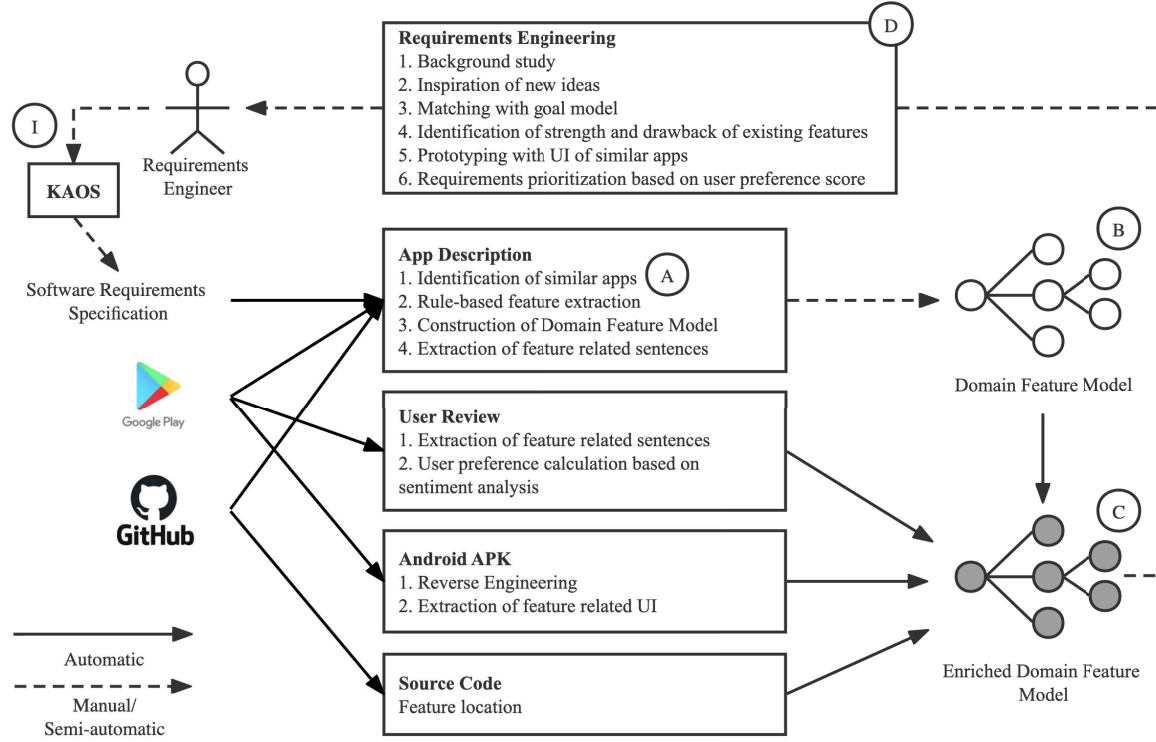 D
Requirements Engineering
1. Background study
2. Inspiration of new ideas
3. Matching with goal model
4. Identification of strength and drawback of existing features
5. Prototyping with UI of similar apps
6. Requirements prioritization based on user preference score
I
Requirements
Engineer
KAOS
Software Requirements
Specification
App Description
A
1. Identification of similar apps
2. Rule-based feature extraction
3. Construction of Domain Feature Model
4. Extraction of feature related sentences
B
Domain Feature Model
Google Play
User Review
1. Extraction of feature related sentences
2. User preference calculation based on
sentiment analysis
GitHub
Android APK
1. Reverse Engineering
2. Extraction of feature related UI
C
Enriched Domain Feature
Model
Source Code
Feature location
Automatic
Manual/
Semi-automatic